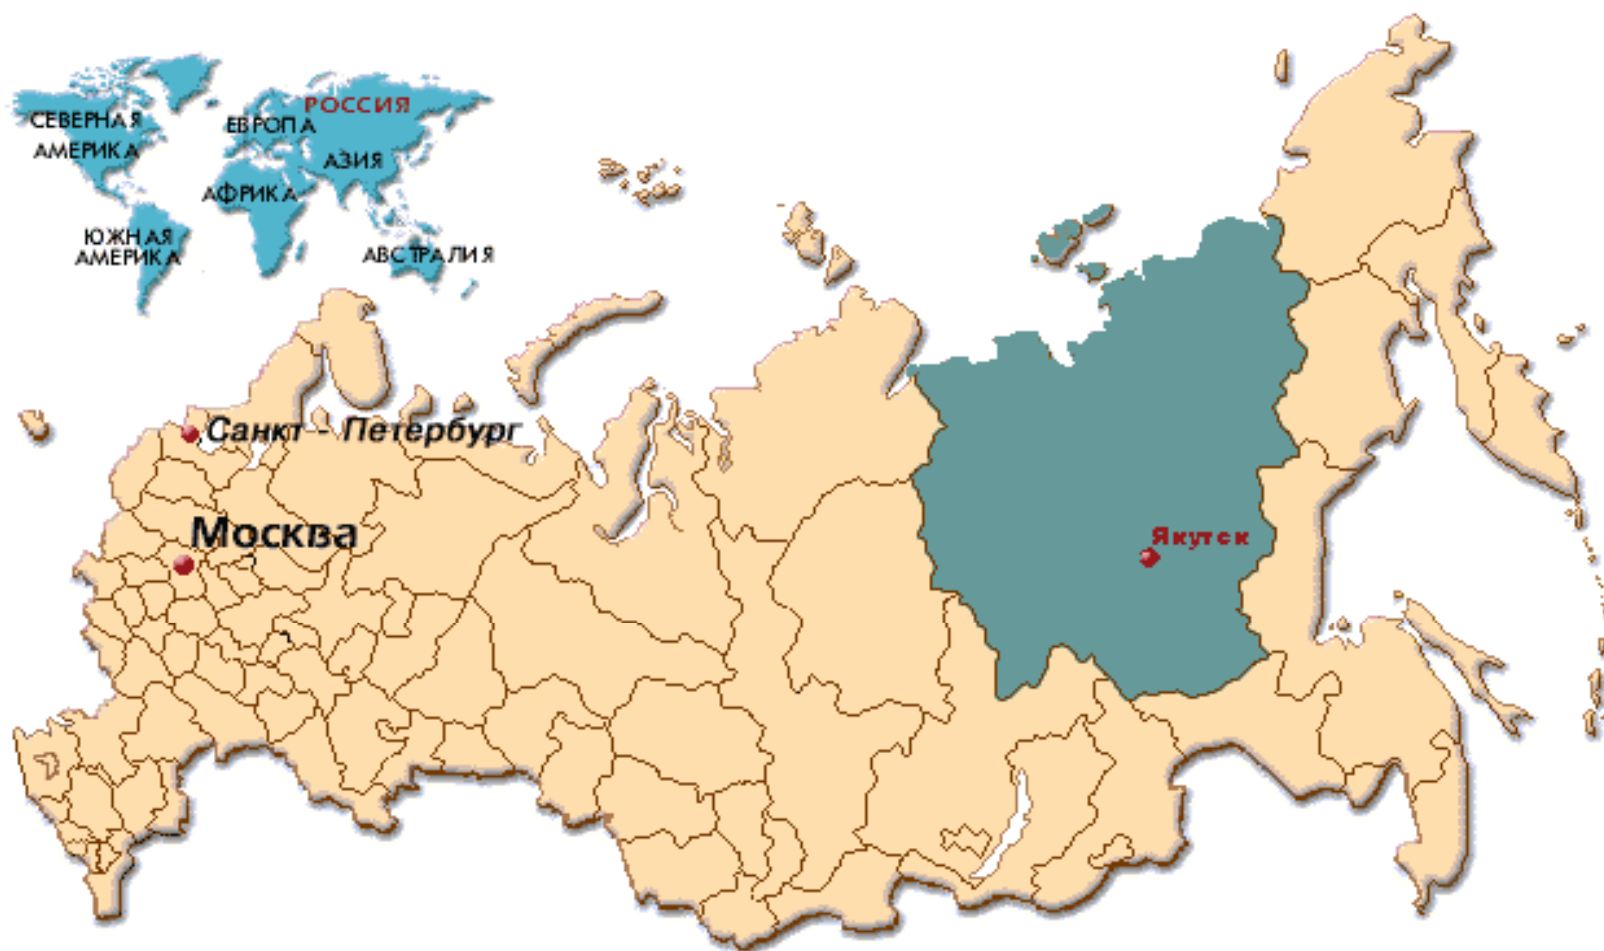 РОССИЯ
СЕВЕРНАЯ
АМЕРИКА
ЕВРОПА
АЗИЯ
АФРИКА
ЮЖНАЯ
АМЕРИКА
АВСТРАЛИЯ
Санкт - Петербург
Москва
Якутск